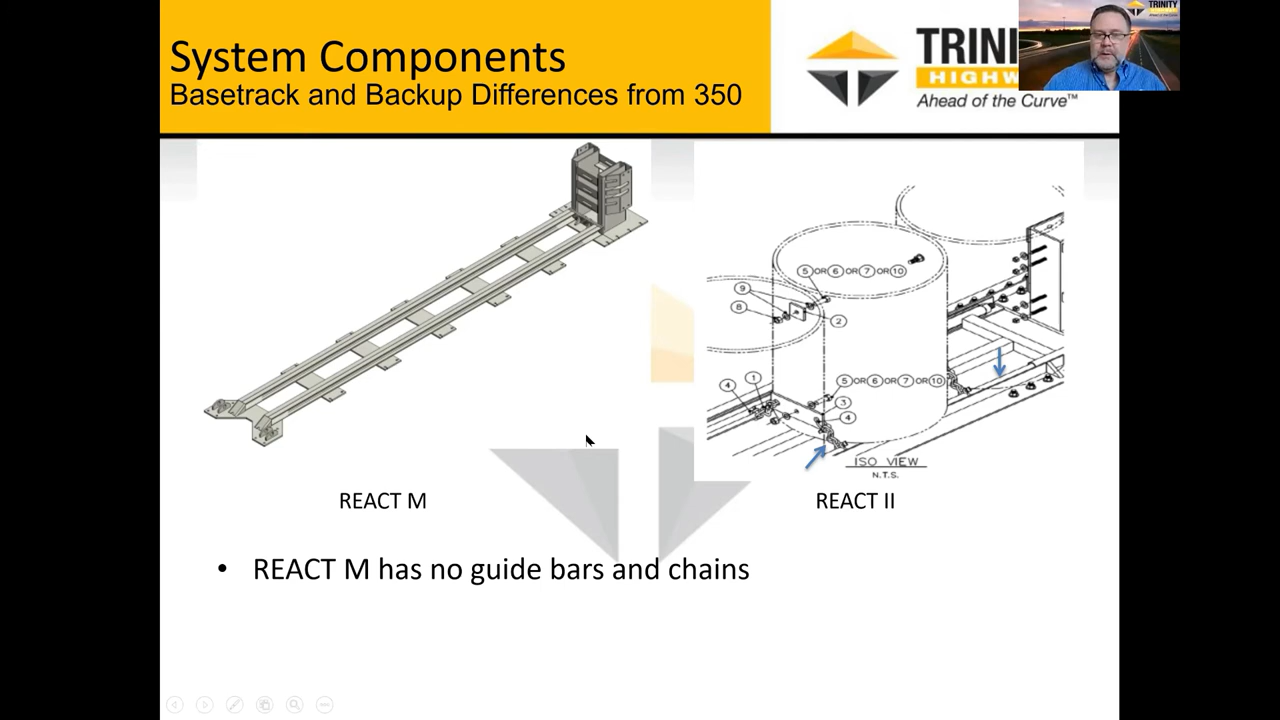 System Components
Basetrack and Backup Differences from 350
TRINI
HIGHW
Ahead of the Curve™
TRINITY
5 OR 6 OR 7 OR 10
9
8
2
1
4
5 OR 6 OR 7 OR 10
3
4
ISO VIEW
N.T.S.
REACT M
REACT II
• REACT M has no guide bars and chains